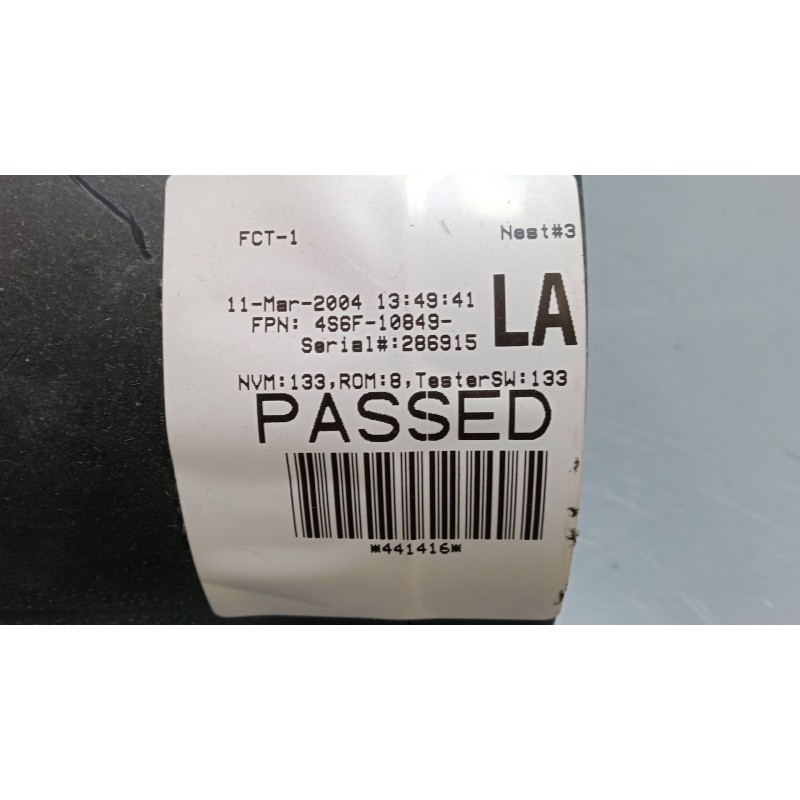 FCT-1 Nest#3
11-Mar-2004 13:49:41
FPN: 4S6F-10849- LA
Serial#:286915
NVM:133,ROM:8,TesterSW:133
PASSED
*441416*